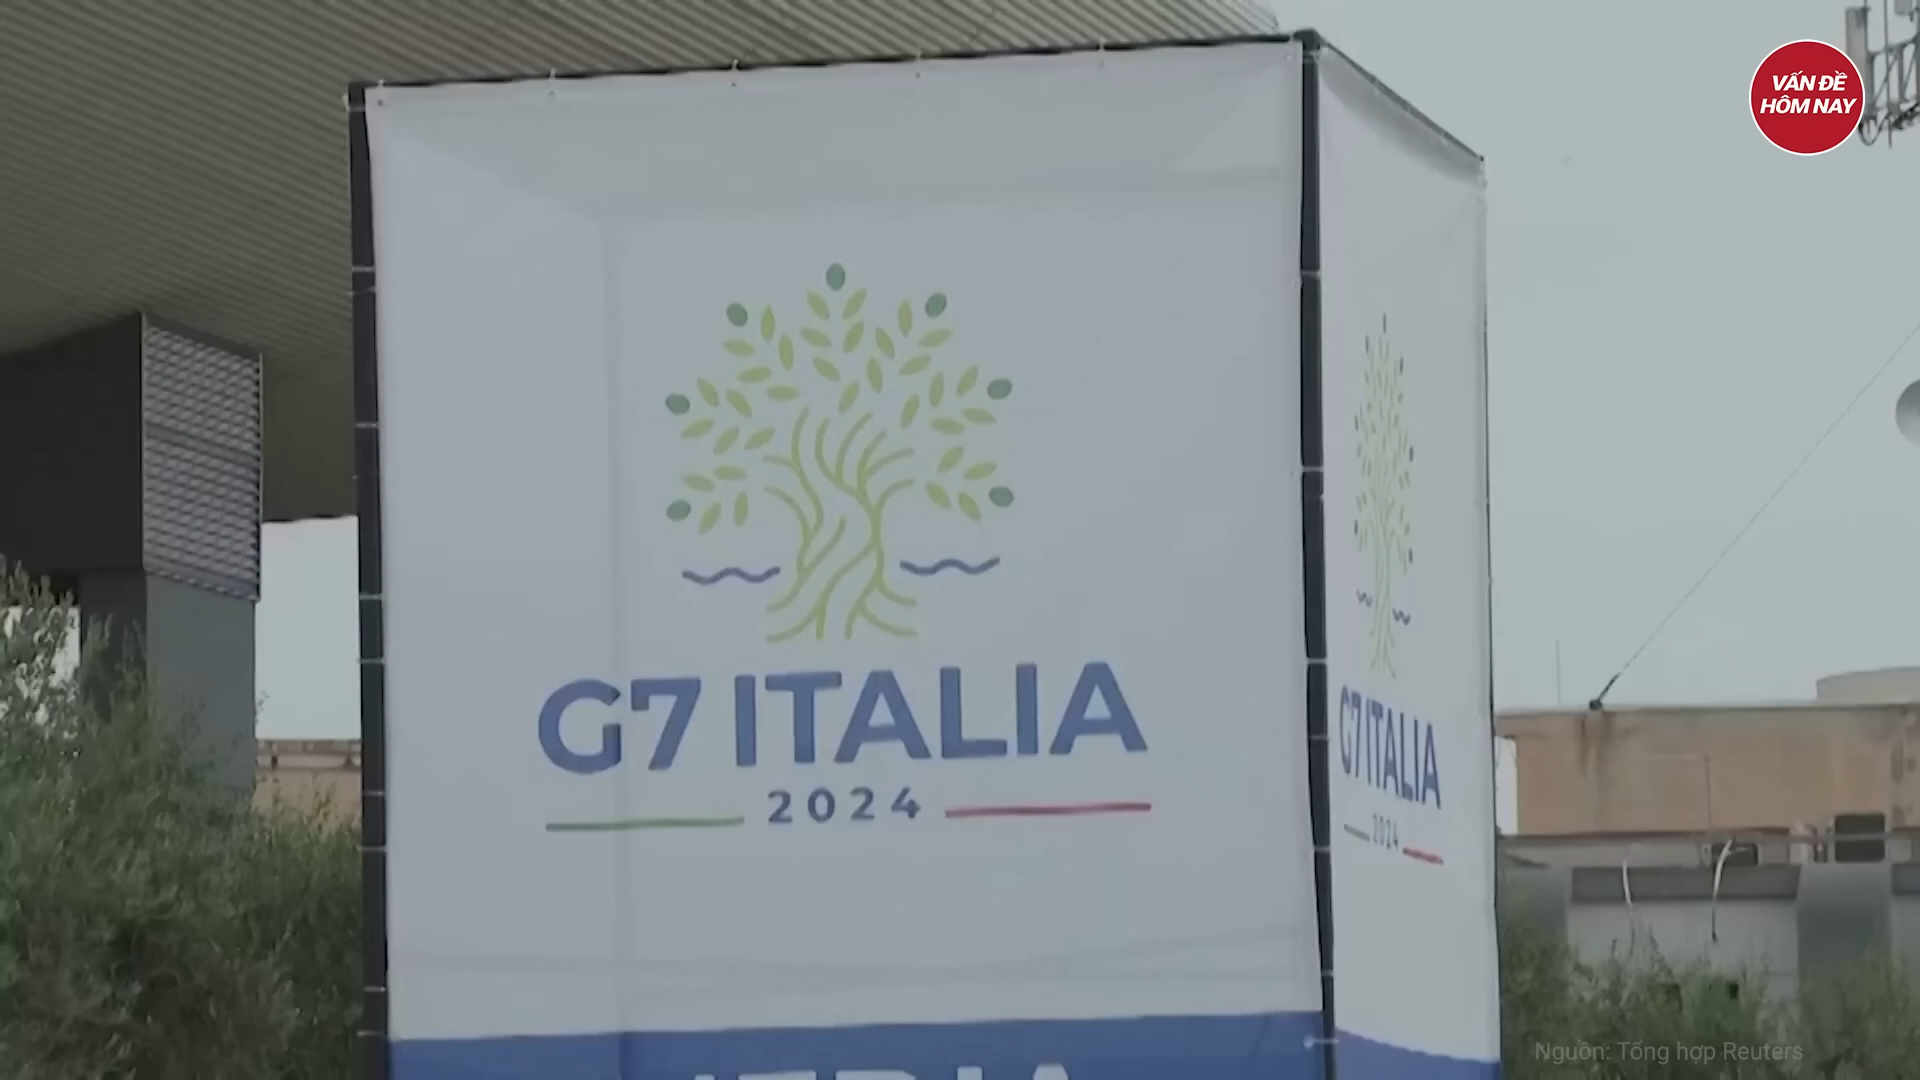 VẤN ĐỀ
HÔM NAY
G7 ITALIA
2024
G7 ITALIA
2024
Nguồn: Tổng hợp Reuters